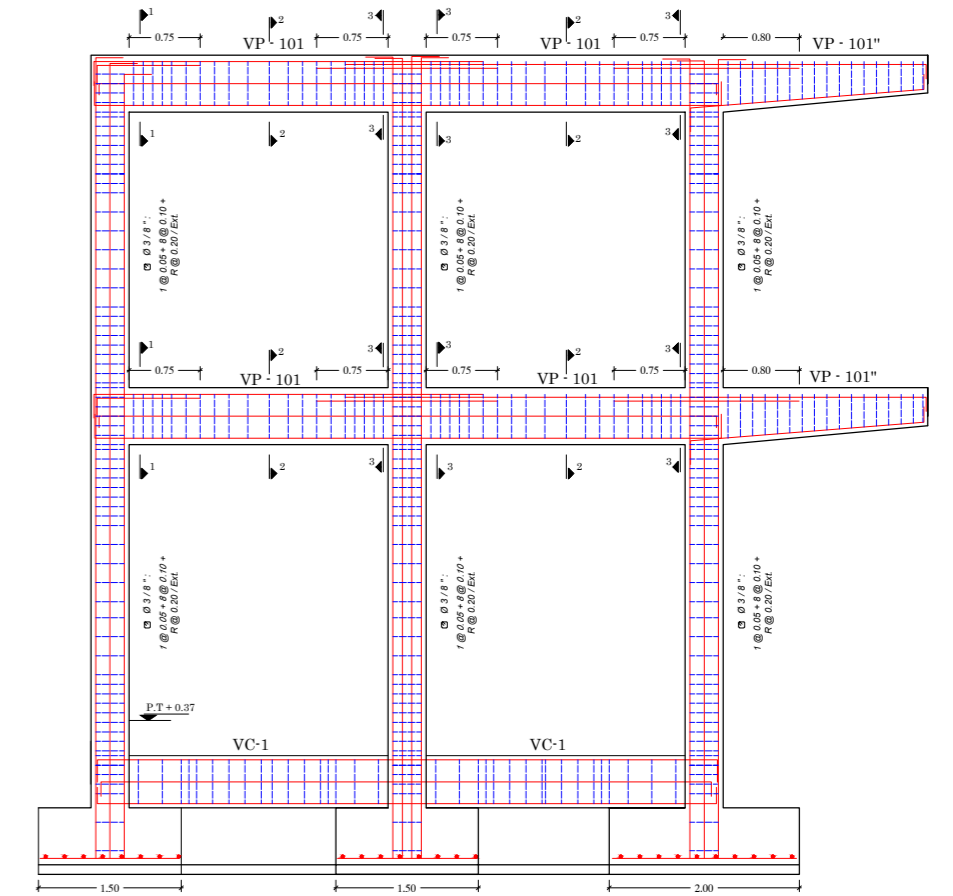 1
2
3
3
2
3
0.75
VP - 101
0.75
0.75
VP - 101
0.75
0.80
VP - 101"
1
2
3
3
2
3
Ø 3 / 8 " :
1 @ 0.05 + 8 @ 0.10 +
R @ 0.20 / Ext.
Ø 3 / 8 " :
1 @ 0.05 + 8 @ 0.10 +
R @ 0.20 / Ext.
Ø 3 / 8 " :
1 @ 0.05 + 8 @ 0.10 +
R @ 0.20 / Ext.
1
2
3
3
2
3
0.75
VP - 101
0.75
0.75
VP - 101
0.75
0.80
VP - 101"
1
2
3
3
2
3
Ø 3 / 8 " :
1 @ 0.05 + 8 @ 0.10 +
R @ 0.20 / Ext.
Ø 3 / 8 " :
1 @ 0.05 + 8 @ 0.10 +
R @ 0.20 / Ext.
Ø 3 / 8 " :
1 @ 0.05 + 8 @ 0.10 +
R @ 0.20 / Ext.
P.T + 0.37
VC-1
VC-1
1.50
1.50
2.00